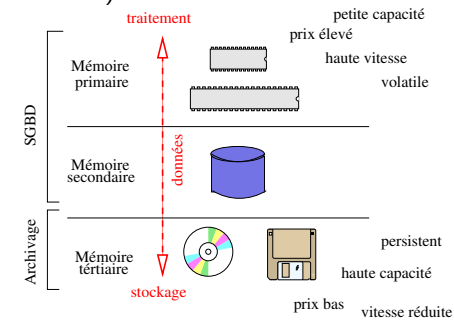 traitement
petite capacité
prix élevé
haute vitesse
volatile
Mémoire
primaire
SGBD
données
Mémoire
secondaire
Archivage
Mémoire
tértiaire
stockage
persistent
haute capacité
prix bas
vitesse réduite